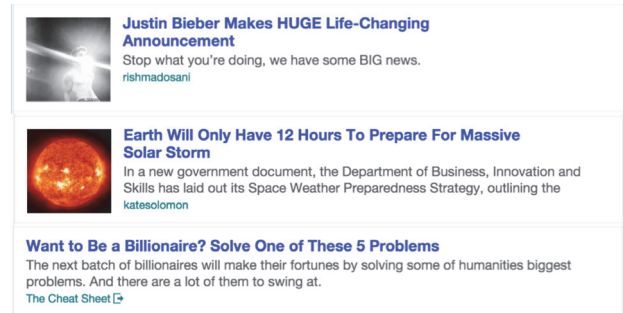 Justin Bieber Makes HUGE Life-Changing
Announcement
Stop what you're doing, we have some BIG news.
rishmadosani
Earth Will Only Have 12 Hours To Prepare For Massive
Solar Storm
In a new government document, the Department of Business, Innovation and
Skills has laid out its Space Weather Preparedness Strategy, outlining the
katesolomon
Want to Be a Billionaire? Solve One of These 5 Problems
The next batch of billionaires will make their fortunes by solving some of humanities biggest
problems. And there are a lot of them to swing at.
The Cheat Sheet